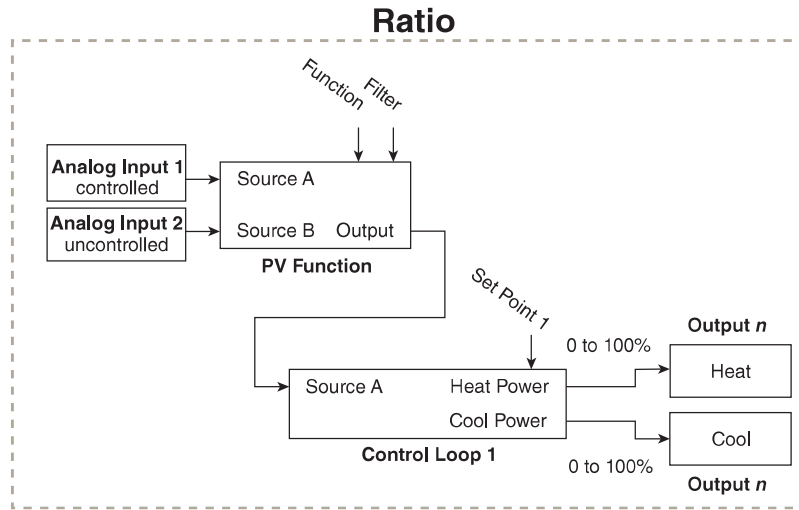 Ratio
Function
Filter
Analog Input 1
controlled
Source A
Analog Input 2
uncontrolled
Source B Output
PV Function
Set Point 1
Output n
0 to 100%
Heat
Source A Heat Power
Cool Power
Cool
Control Loop 1
0 to 100%
Output n